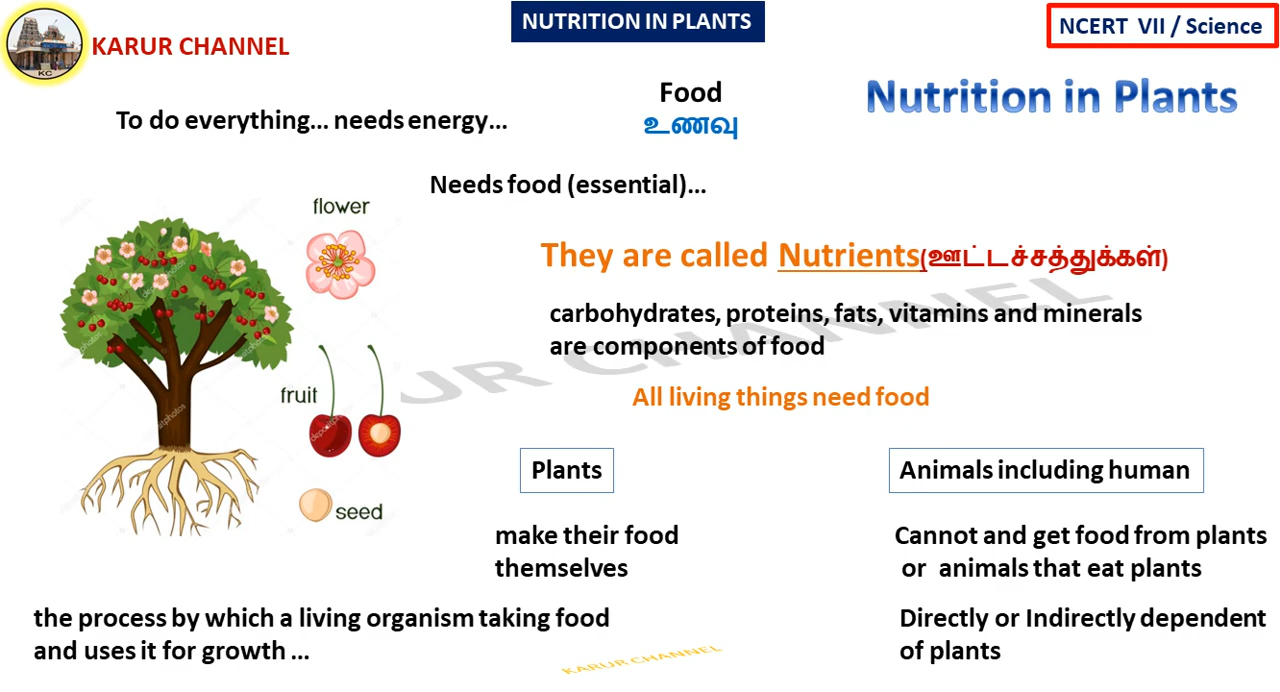 KARUR CHANNEL
KC
NUTRITION IN PLANTS
NCERT VII / Science
Nutrition in Plants
To do everything... needs energy...
Food
உணவு
Needs food (essential)...
flower
They are called Nutrients(ஊட்டச்சத்துக்கள்)
carbohydrates, proteins, fats, vitamins and minerals
are components of food
UR CHANNEL
fruit
All living things need food
depositphotos
seed
Plants
Animals including human
make their food
themselves
Cannot and get food from plants
or animals that eat plants
the process by which a living organism taking food
and uses it for growth ...
Directly or Indirectly dependent
of plants
KARUR CHANNEL